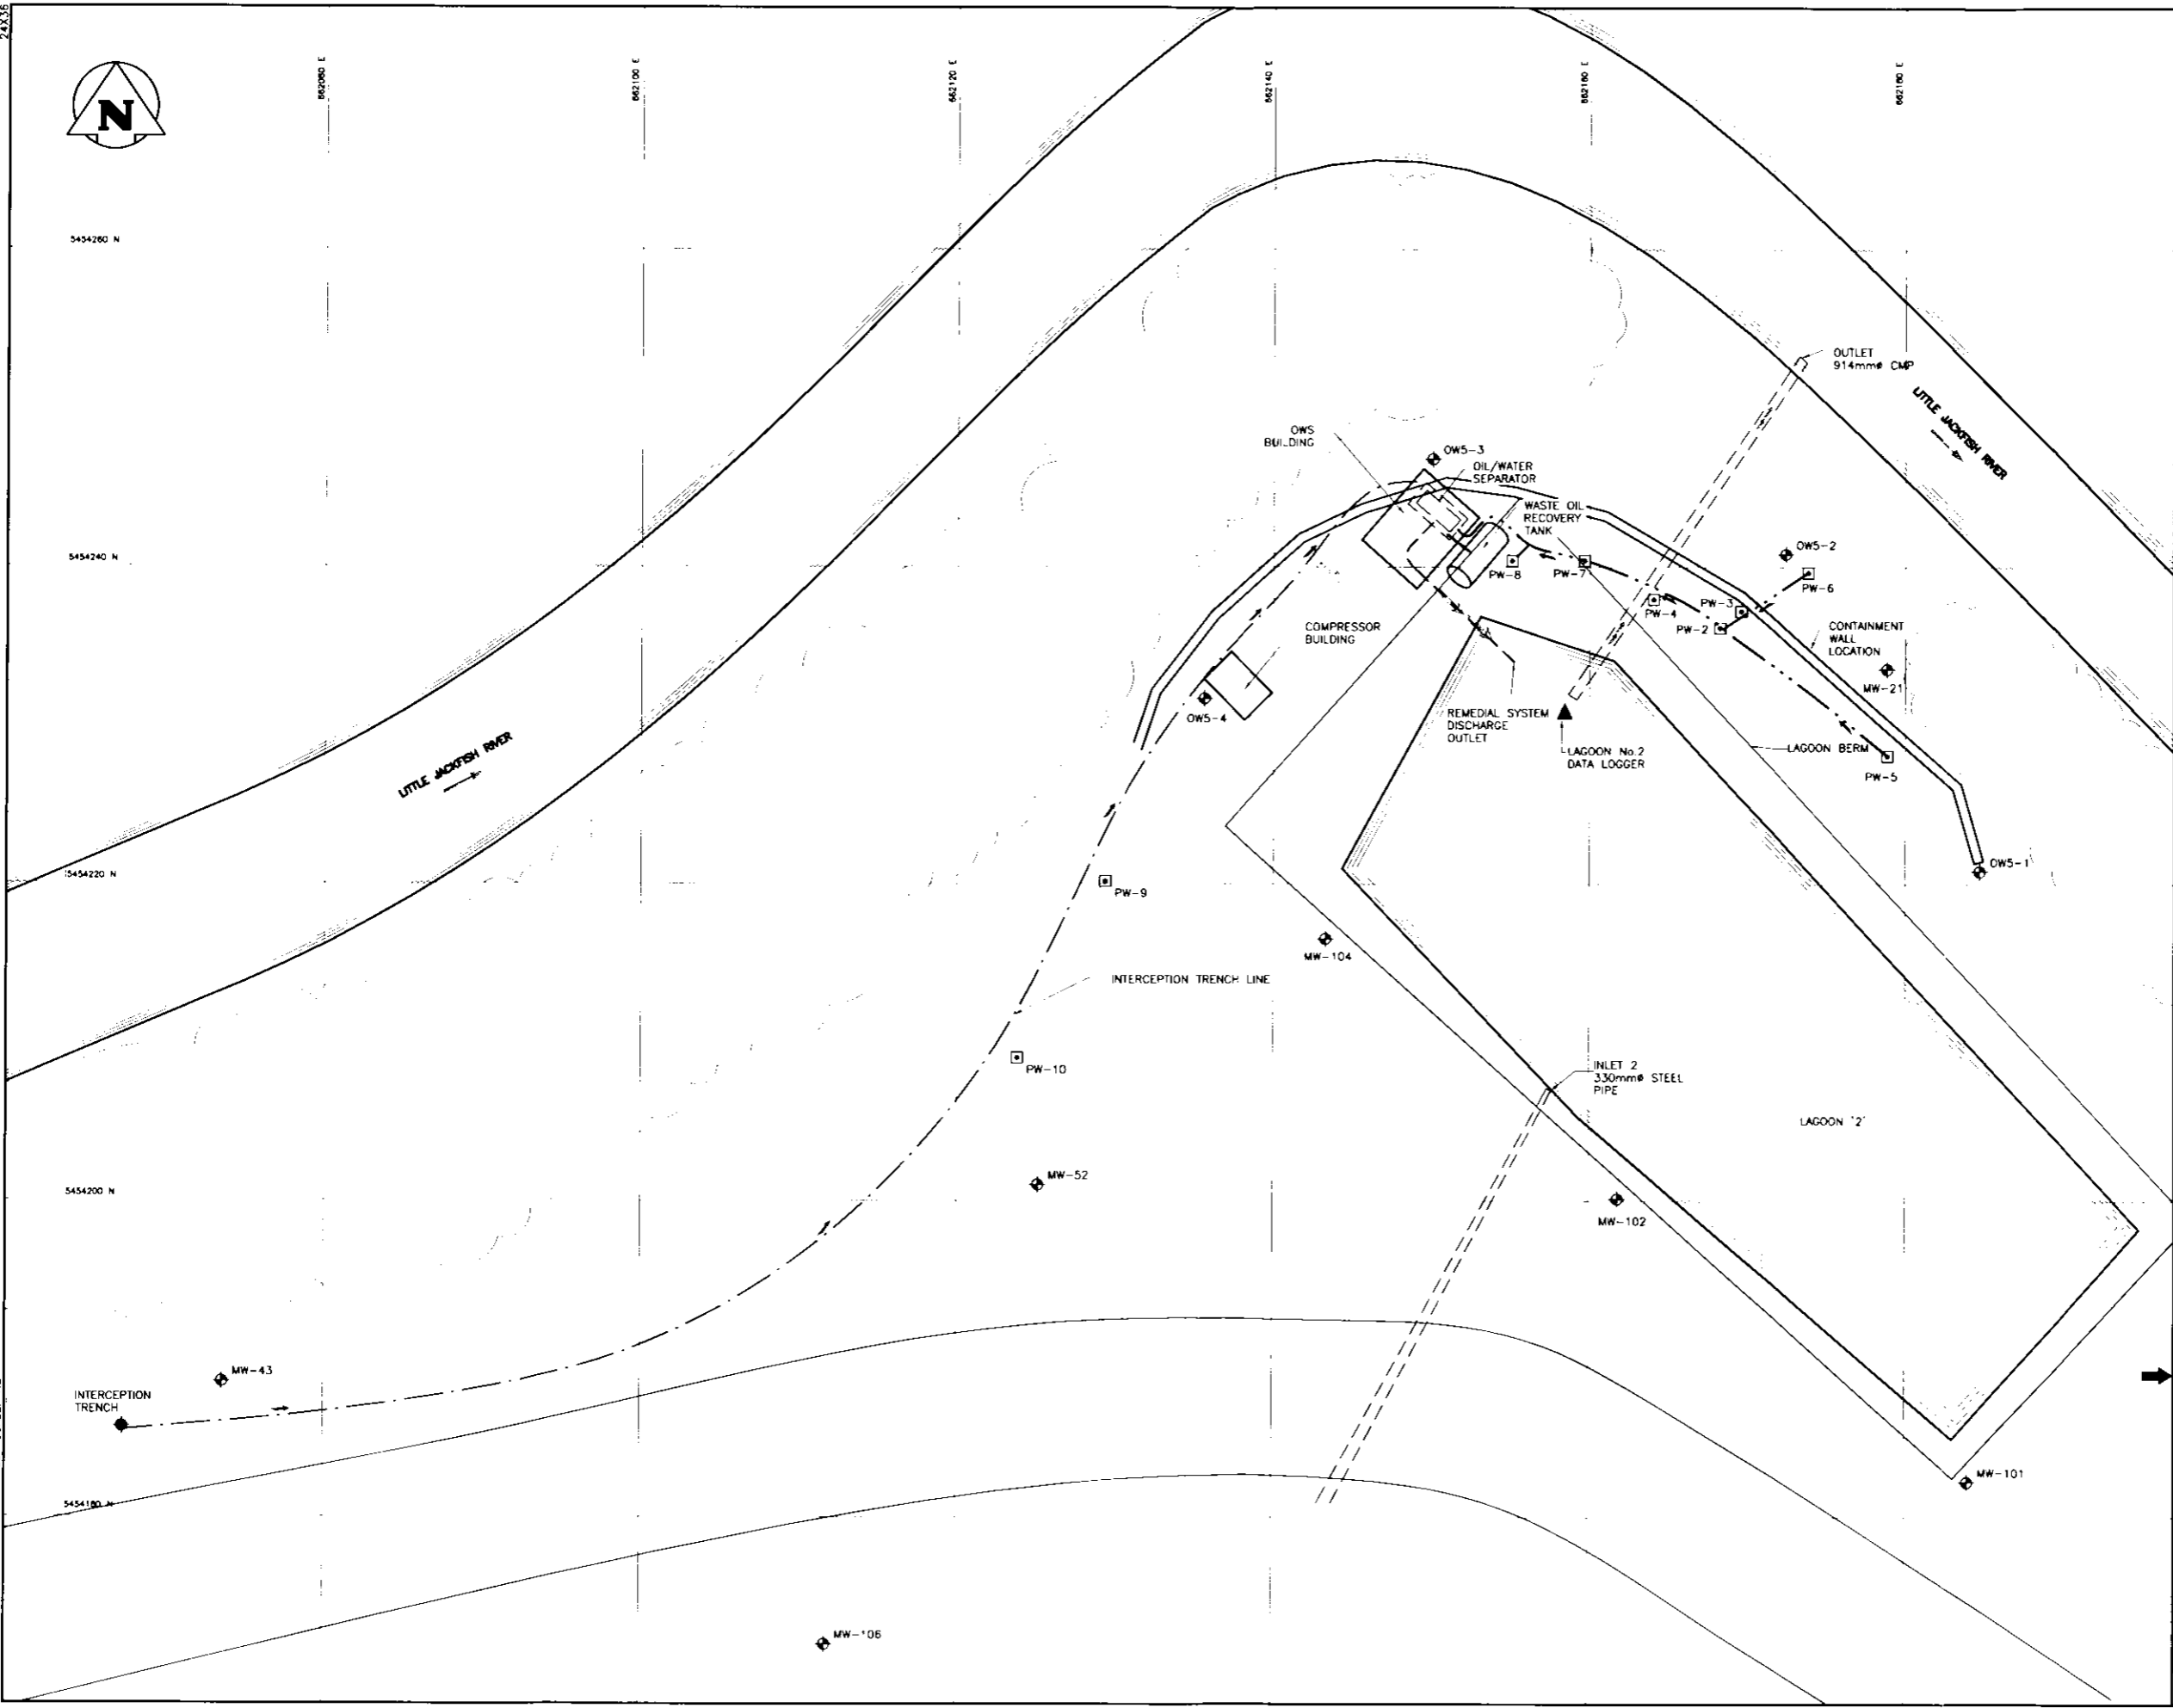 24X36
N
662080 E
662100 E
662120 E
662140 E
662160 E
662180 E
5454260 N
OUTLET
914mmø CMP
LITTLE JACKFISH RIVER
OWS
BUILDING
OW5-3
OIL/WATER
SEPARATOR
WASTE OIL
RECOVERY
TANK
5454240 N
OW5-2
PW-8
PW-7
PW-6
PW-4
PW-3
PW-2
COMPRESSOR
BUILDING
CONTAINMENT
WALL
LOCATION
MW-21
OW5-4
REMEDIAL SYSTEM
DISCHARGE
OUTLET
LAGOON No.2
DATA LOGGER
LAGOON BERM
PW-5
LITTLE JACKFISH RIVER
5454220 N
OW5-1
PW-9
MW-104
INTERCEPTION TRENCH LINE
PW-10
INLET 2
330mmø STEEL
PIPE
LAGOON "2"
MW-52
5454200 N
MW-102
MW-43
INTERCEPTION
TRENCH
MW-101
5454180 N
MW-106